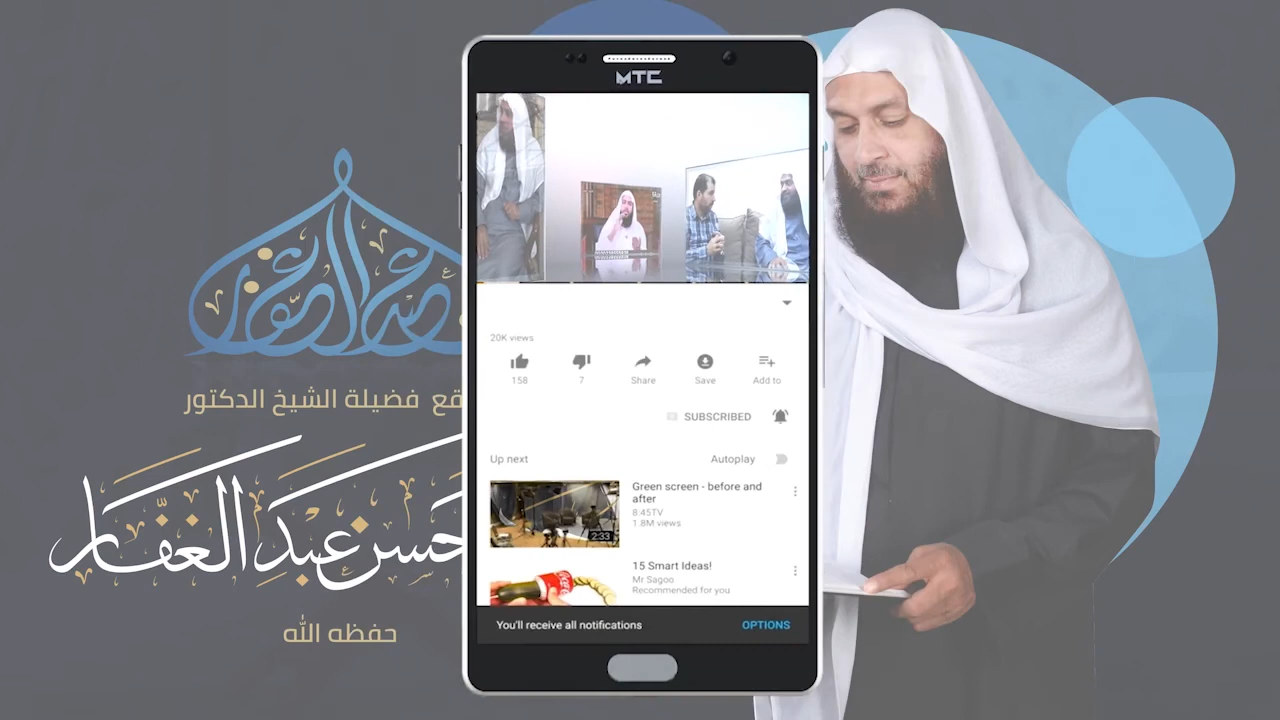 MTC
20K views
158
7
Share
Save
Add to
SUBSCRIBED
Up next
Autoplay
Green screen - before and
after
8:45TV
1.8M views
2:33
15 Smart Ideas!
Mr Sagoo
Recommended for you
You'll receive all notifications
OPTIONS
قع فضيلة الشيخ الدكتور
حسن عبد الغفار
حفظه الله